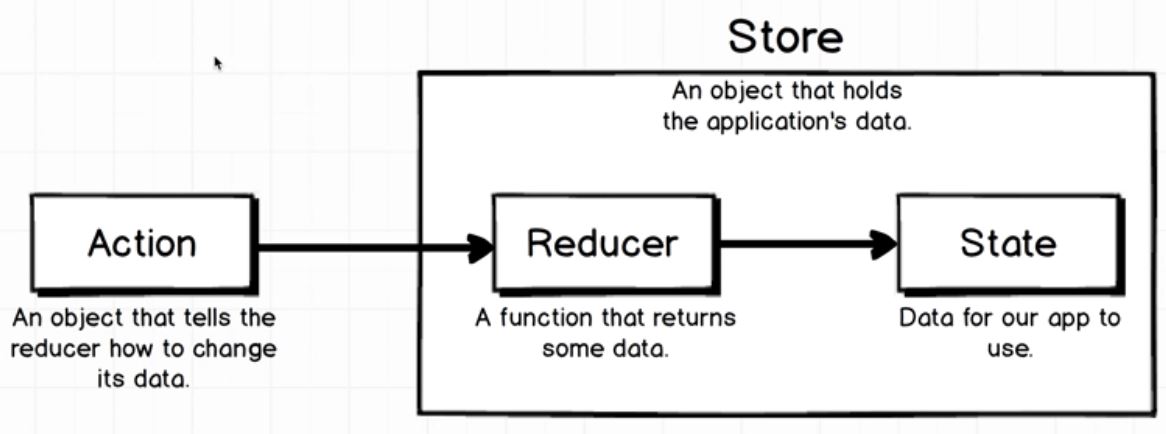 Store
An object that holds
the application's data.
Action
Reducer
State
An object that tells the
reducer how to change
its data.
A function that returns
some data.
Data for our app to
use.